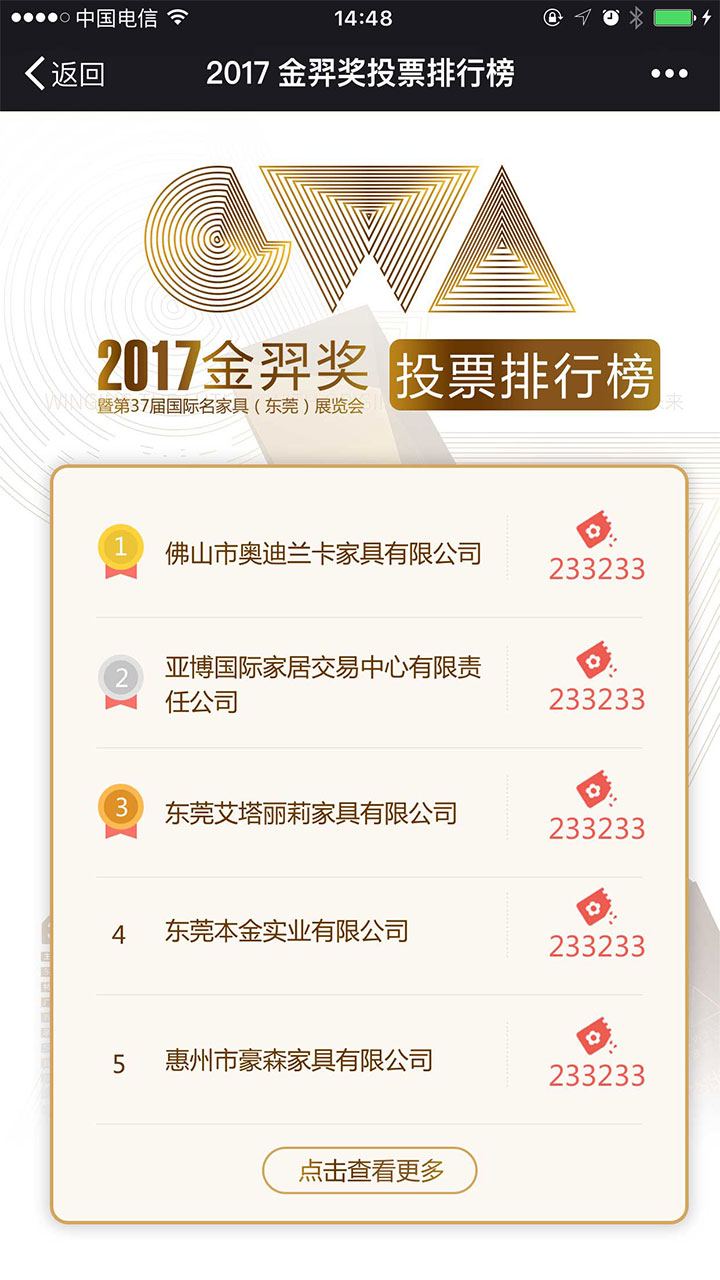 中国电信
14:48
返回
2017 金羿奖投票排行榜
2017金羿奖
投票排行榜
暨第37届国际名家具（东莞）展览会
1
佛山市奥迪兰卡家具有限公司
233233
2
亚博国际家居交易中心有限责
任公司
233233
3
东莞艾塔丽莉家具有限公司
233233
4
东莞本金实业有限公司
233233
5
惠州市豪森家具有限公司
233233
点击查看更多